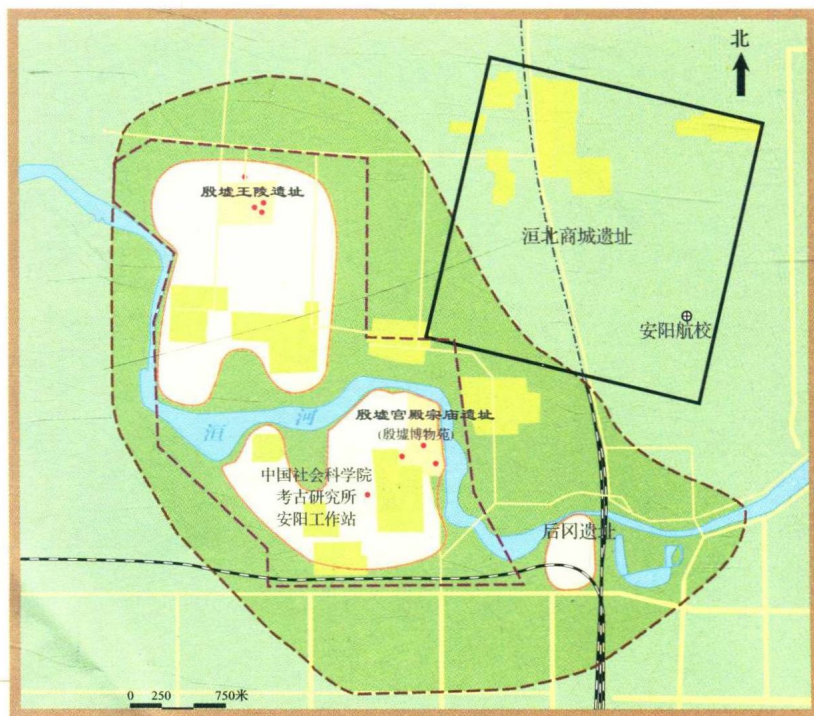 北
殷墟王陵遗址
洹北商城遗址
安阳航校
洹河
殷墟宫殿宗庙遗址
(殷墟博物苑)
中国社会科学院
考古研究所
安阳工作站
后冈遗址
0 250 750米